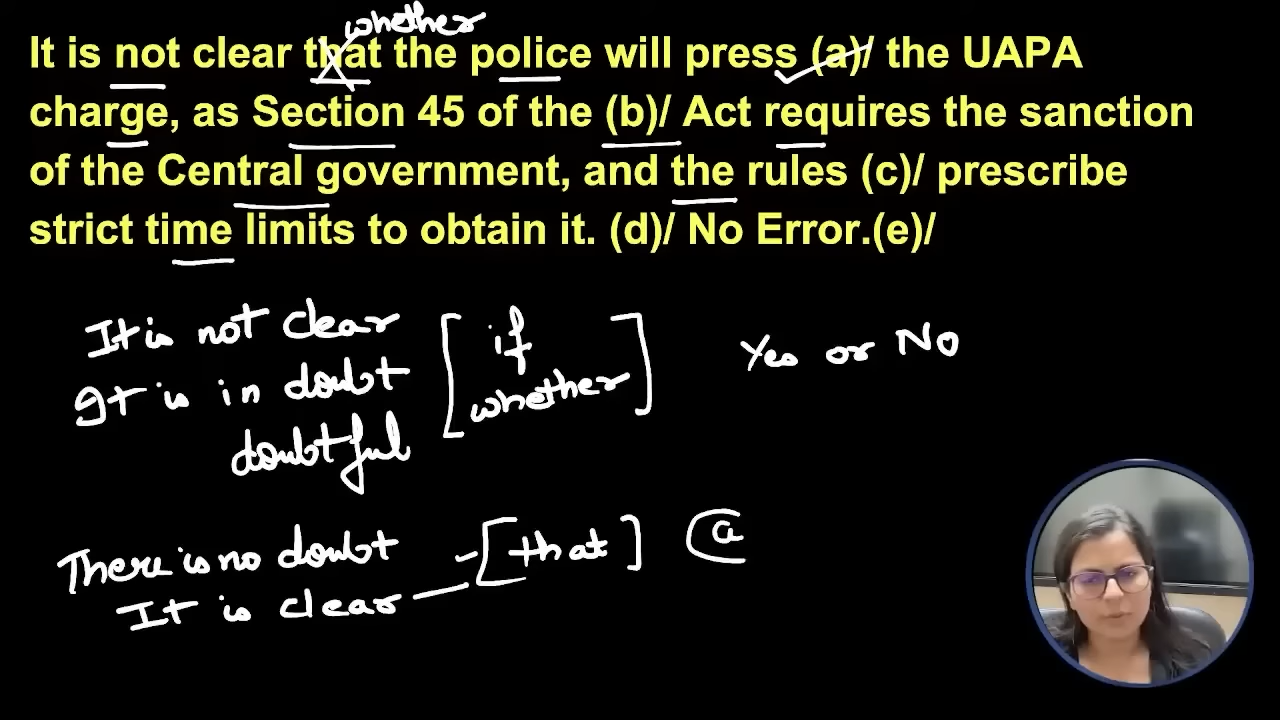 whether
It is not clear that the police will press (a)/ the UAPA
charge, as Section 45 of the (b)/ Act requires the sanction
of the Central government, and the rules (c)/ prescribe
strict time limits to obtain it. (d)/ No Error.(e)/
It is not clear
It is in doubt
doubtful
if
whether
Yes or No
There is no doubt
It is clear
that
a